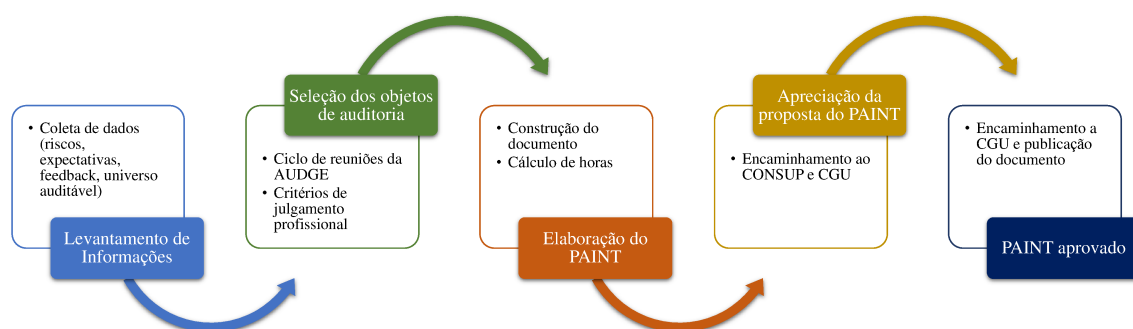 • Coleta de dados
(riscos,
expectativas,
feedback, universo
auditável)
Levantamento de
Informações
Seleção dos objetos
de auditoria
• Ciclo de reuniões da
AUDGE
• Critérios de
julgamento
profissional
• Construção do
documento
• Cálculo de horas
Elaboração do
PAINT
Apreciação da
proposta do PAINT
• Encaminhamento ao
CONSUP e CGU
• Encaminhamento a
CGU e publicação
do documento
PAINT aprovado